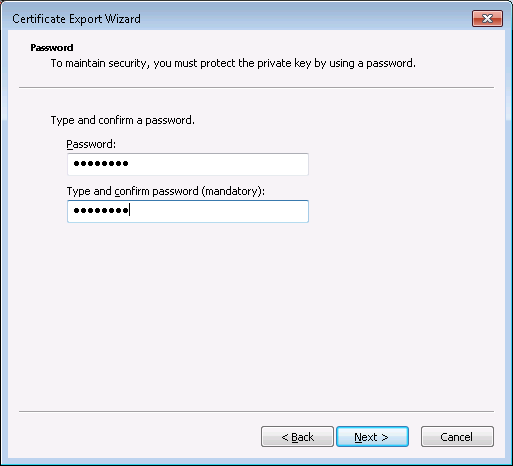 Certificate Export Wizard
Password
To maintain security, you must protect the private key by using a password.
Type and confirm a password.
Password:
●●●●●●●●
Type and confirm password (mandatory):
●●●●●●●●
< Back Next > Cancel